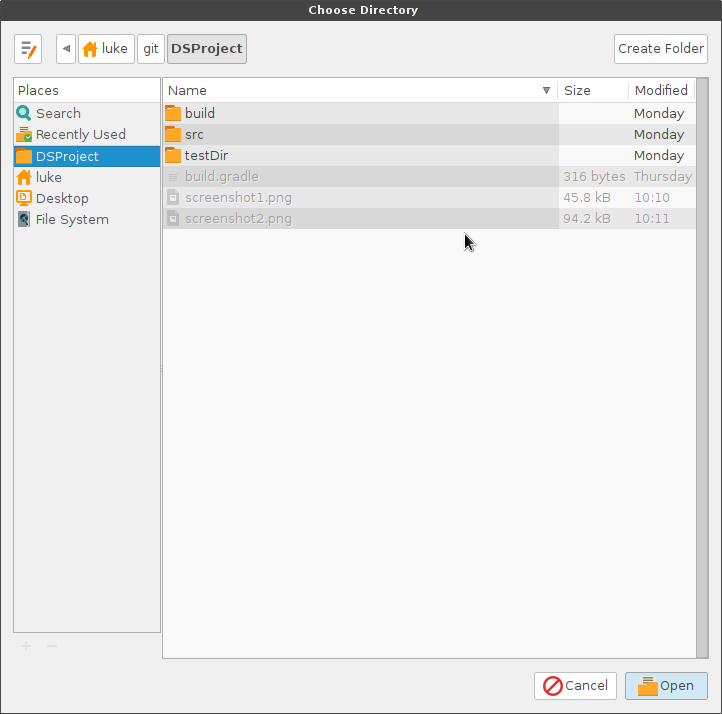 Choose Directory
luke git DSProject Create Folder
Places
Search
Recently Used
DSProject
luke
Desktop
File System
Name Size Modified
build Monday
src Monday
testDir Monday
build.gradle 316 bytes Thursday
screenshot1.png 45.8 kB 10:10
screenshot2.png 94.2 kB 10:11
Cancel Open